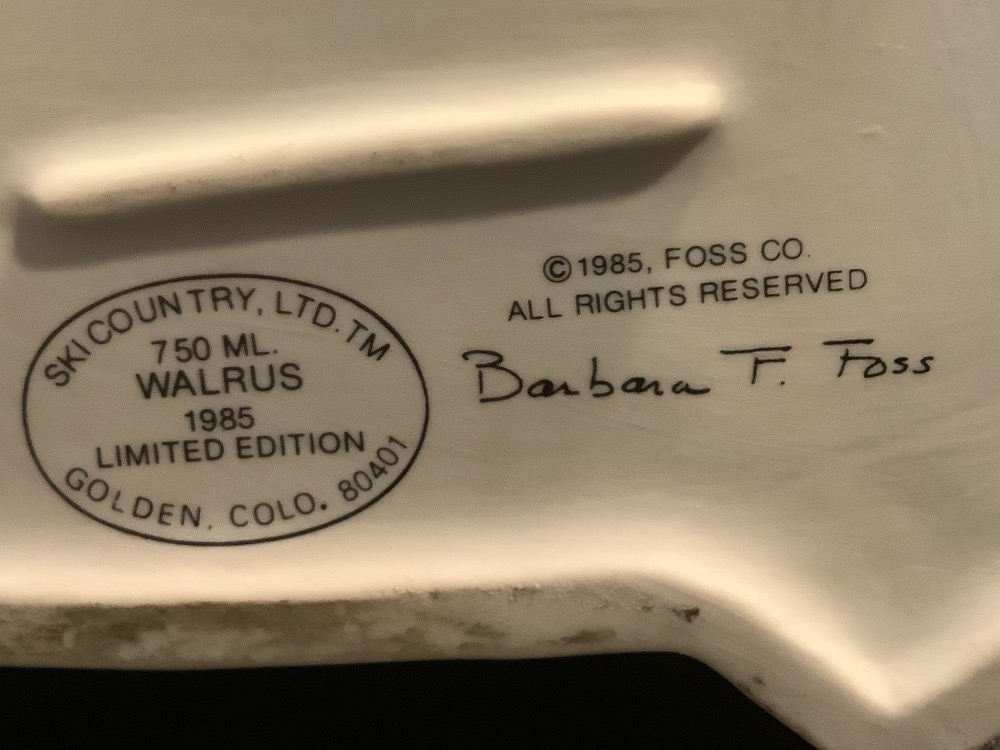 SKI COUNTRY, LTD. TM
750 ML.
WALRUS
1985
LIMITED EDITION
GOLDEN, COLO. 80401
©1985, FOSS CO.
ALL RIGHTS RESERVED
Barbara T. Foss